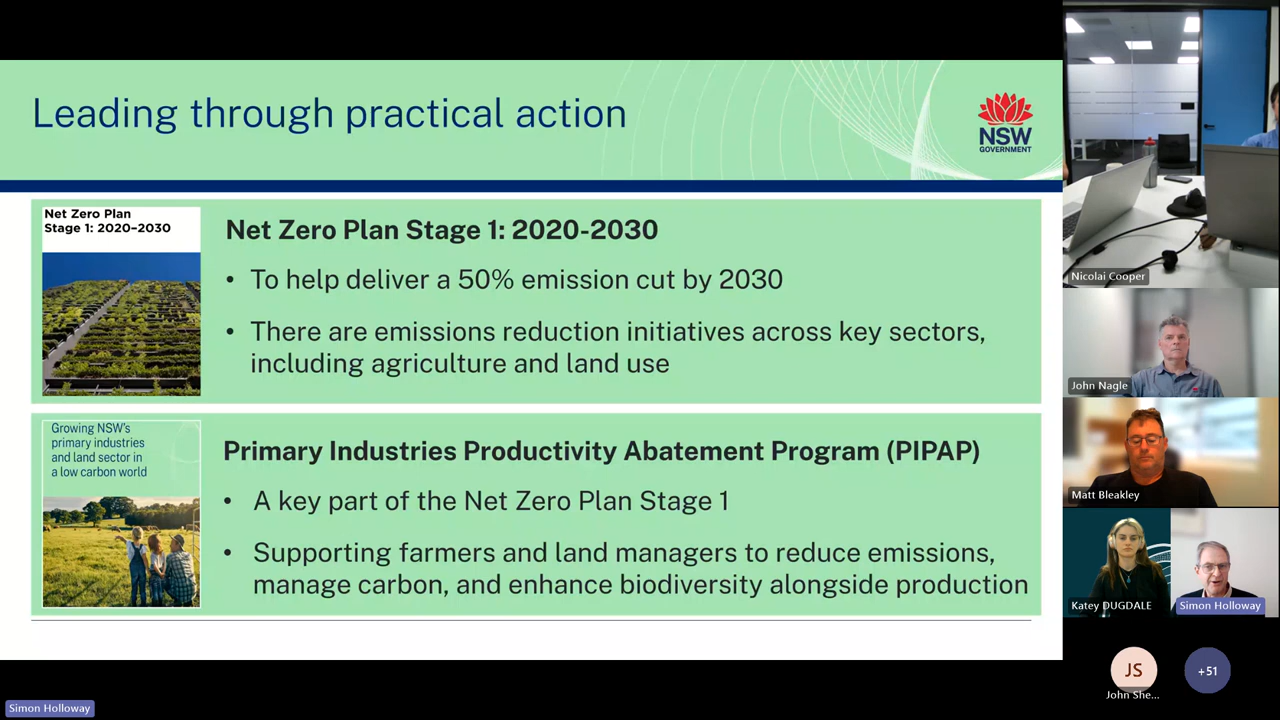 Leading through practical action
NSW
GOVERNMENT
Net Zero Plan
Stage 1: 2020–2030
Net Zero Plan Stage 1: 2020-2030
• To help deliver a 50% emission cut by 2030
• There are emissions reduction initiatives across key sectors,
including agriculture and land use
Growing NSW's
primary industries
and land sector in
a low carbon world
Primary Industries Productivity Abatement Program (PIPAP)
• A key part of the Net Zero Plan Stage 1
• Supporting farmers and land managers to reduce emissions,
manage carbon, and enhance biodiversity alongside production
Nicolai Cooper
John Nagle
Matt Bleakley
Katey DUGDALE
Simon Holloway
JS
John She...
+51
Simon Holloway